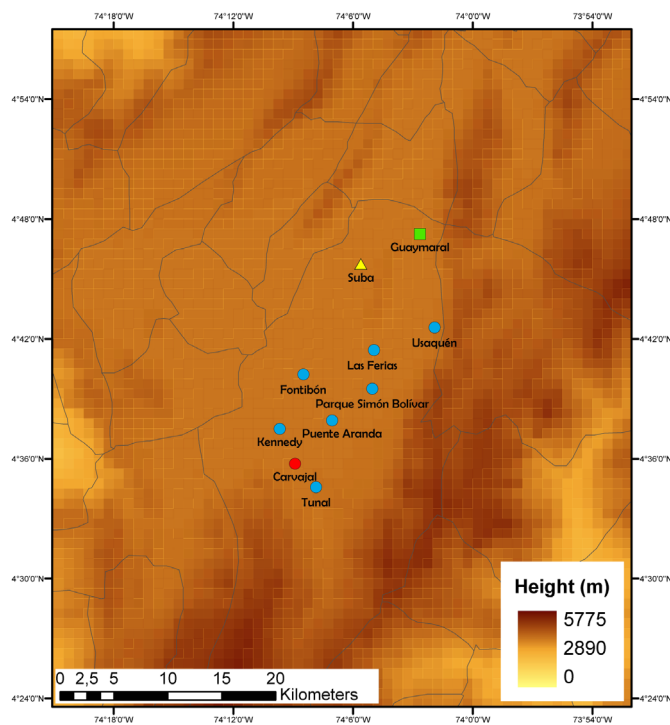 74°18'0"W 74°12'0"W 74°6'0"W 74°0'0"W 73°54'0"W
4°54'0"N 4°54'0"N
4°48'0"N 4°48'0"N
Guaymaral
Suba
4°42'0"N 4°42'0"N
Usaquén
Las Ferias
Fontibón
Parque Simón Bolívar
Puente Aranda
Kennedy
4°36'0"N 4°36'0"N
Carvajal
Tunal
4°30'0"N 4°30'0"N
Height (m)
5775
2890
0
0 2,5 5 10 15 20
Kilometers
4°24'0"N 4°24'0"N
74°18'0"W 74°12'0"W 74°6'0"W 74°0'0"W 73°54'0"W